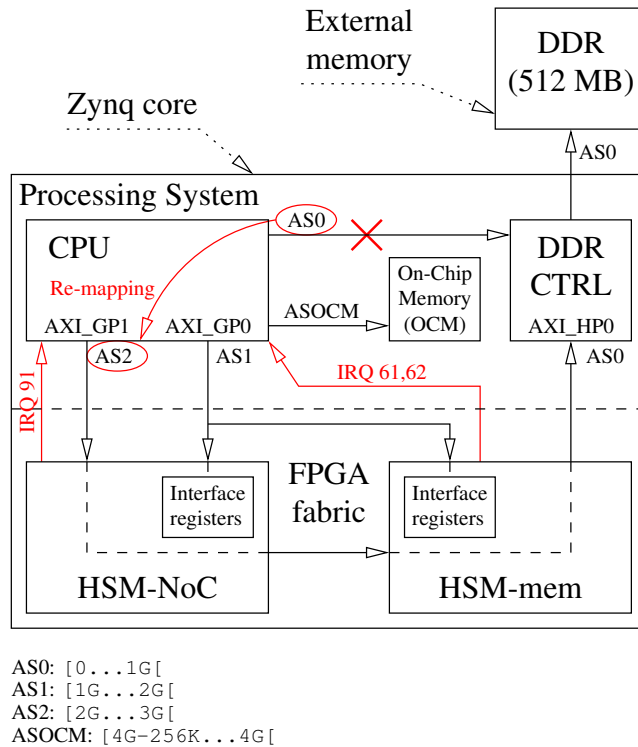 External
memory
DDR
(512 MB)
Zynq core
AS0
Processing System
CPU
AS0
DDR
CTRL
On-Chip
Memory
(OCM)
Re-mapping
ASOCM
AXI_GP1
AXI_GP0
AXI_HP0
AS2
AS1
AS0
IRQ 91
IRQ 61,62
FPGA
fabric
Interface
registers
Interface
registers
HSM-NoC
HSM-mem
AS0: [0...1G[
AS1: [1G...2G[
AS2: [2G...3G[
ASOCM: [4G-256K...4G[